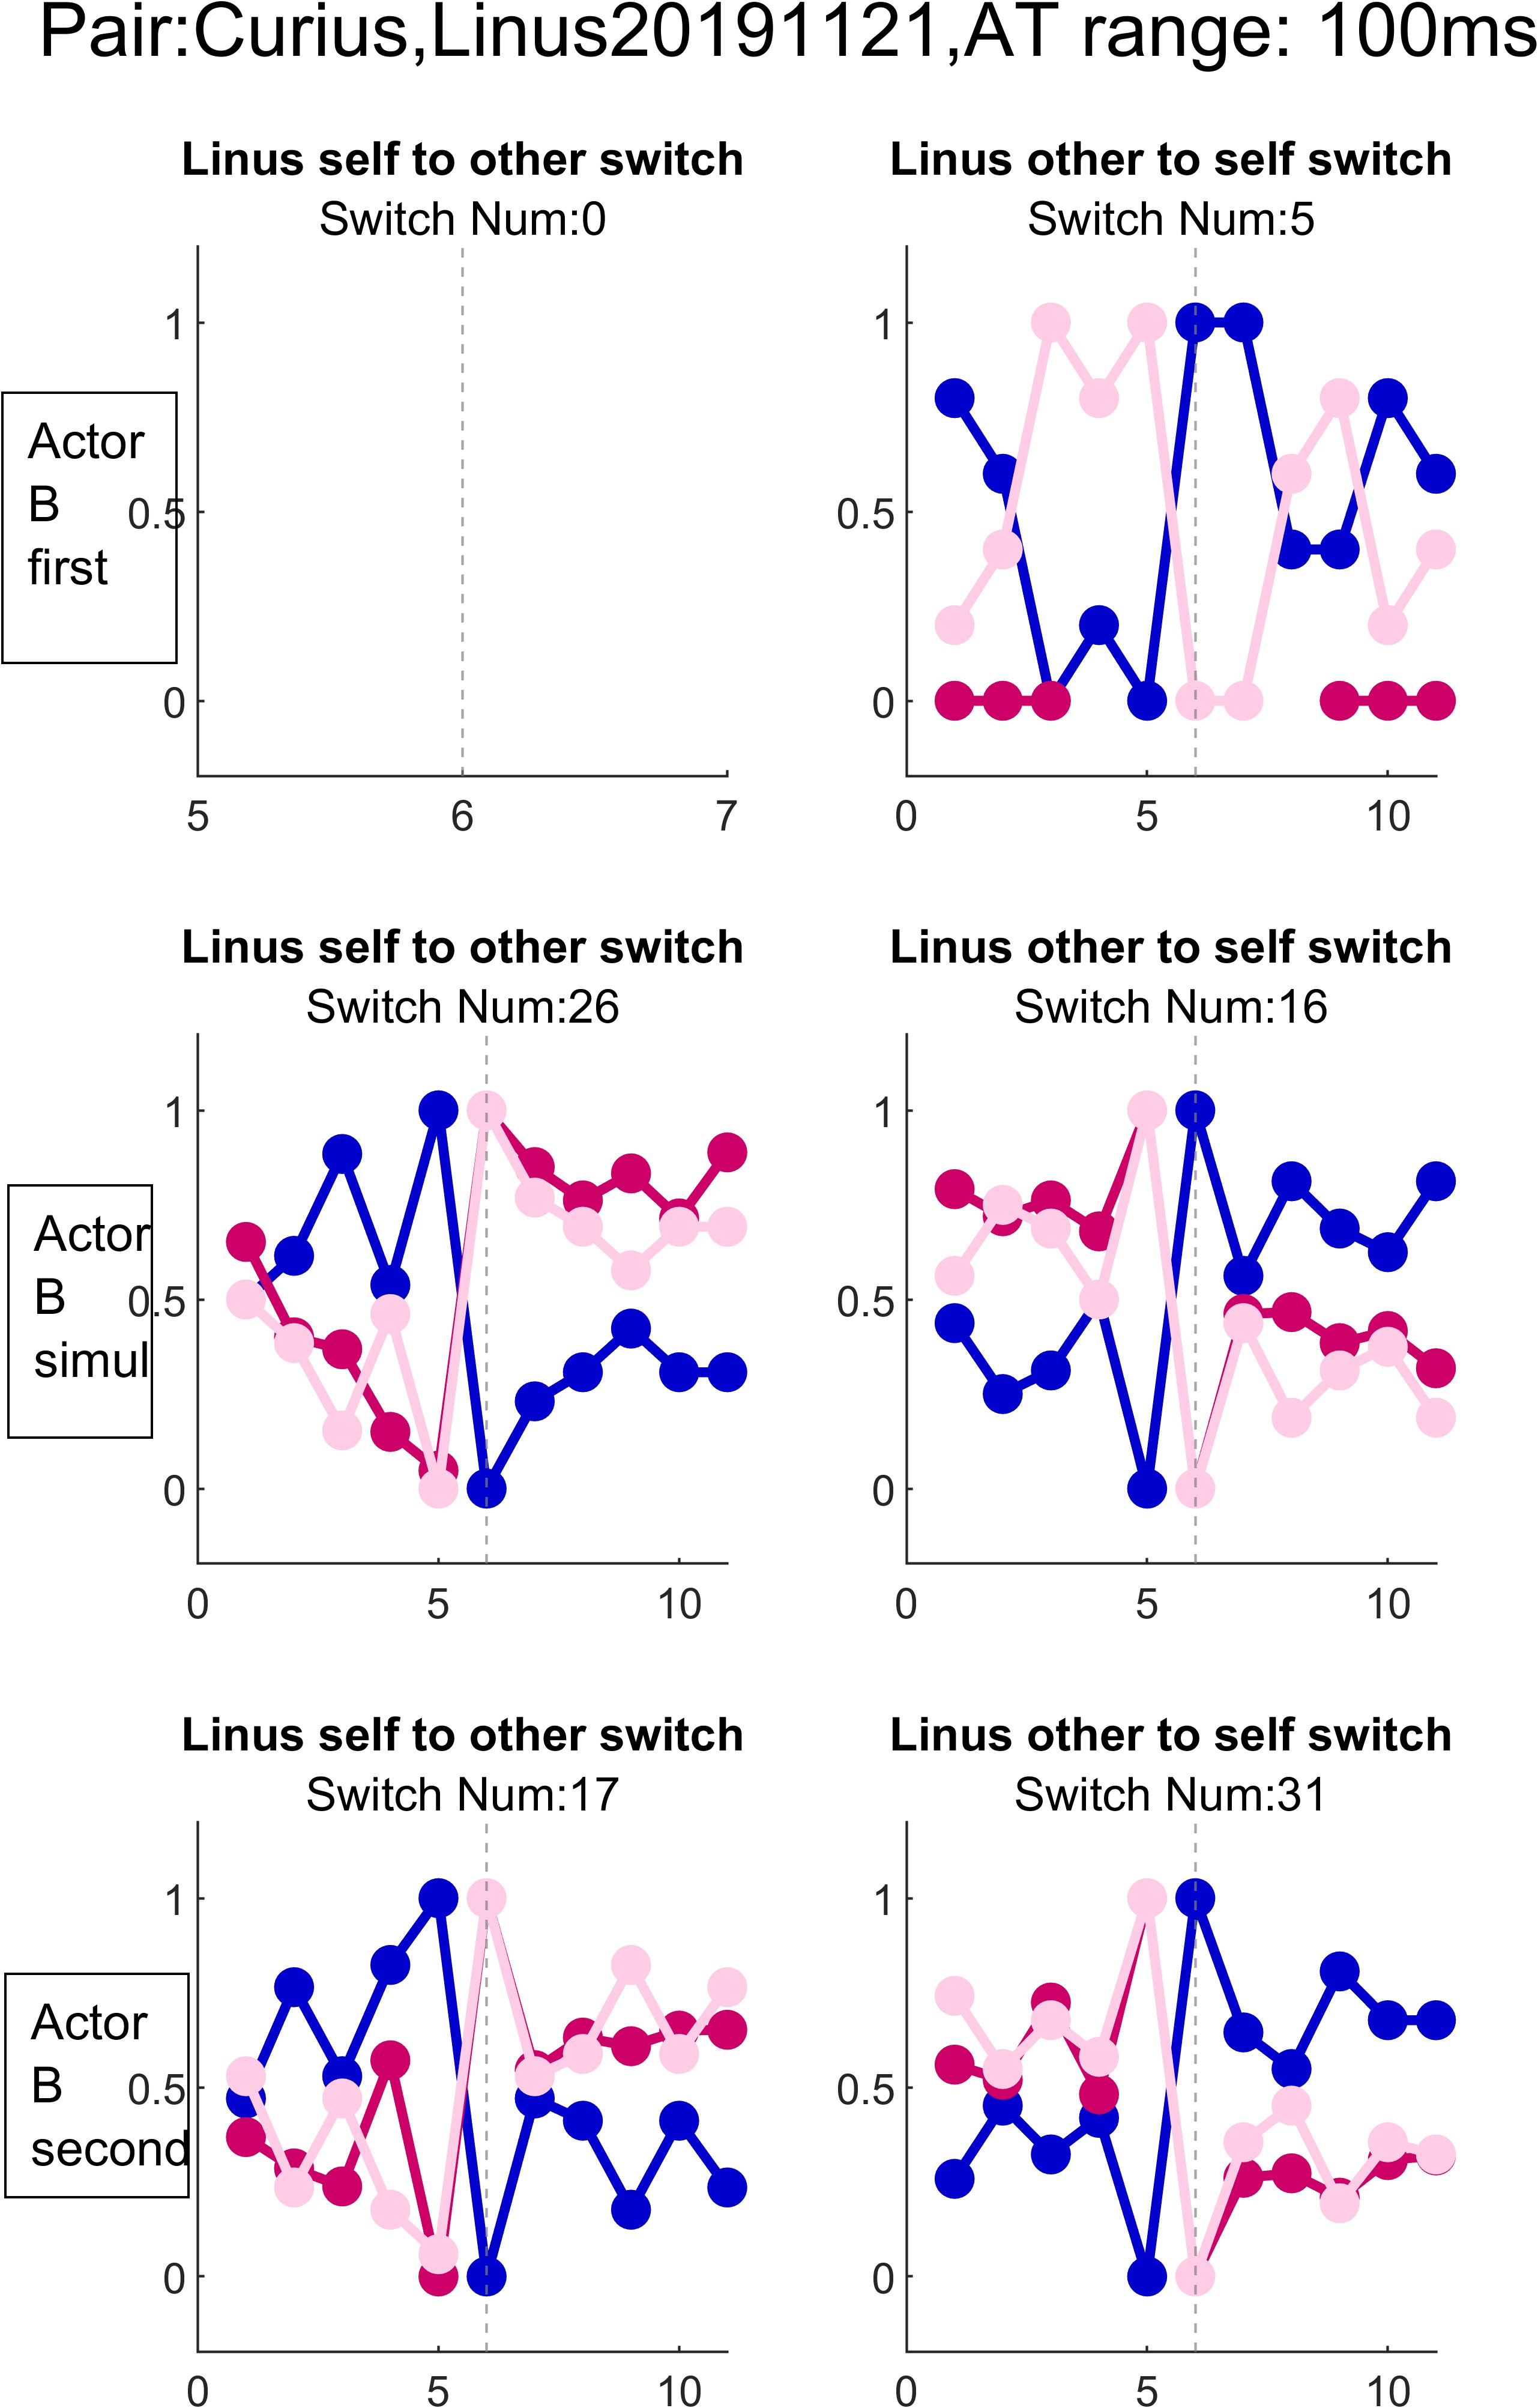 Pair:Curius,Linus20191121,AT range: 100ms
Linus self to other switch
Switch Num:0
1
0.5
0
5
6
7
Actor
B
first
Linus other to self switch
Switch Num:5
1
0.5
0
0
5
10
Linus self to other switch
Switch Num:26
1
0.5
0
0
5
10
Actor
B
simul
Linus other to self switch
Switch Num:16
1
0.5
0
0
5
10
Linus self to other switch
Switch Num:17
1
0.5
0
0
5
10
Actor
B
second
Linus other to self switch
Switch Num:31
1
0.5
0
0
5
10